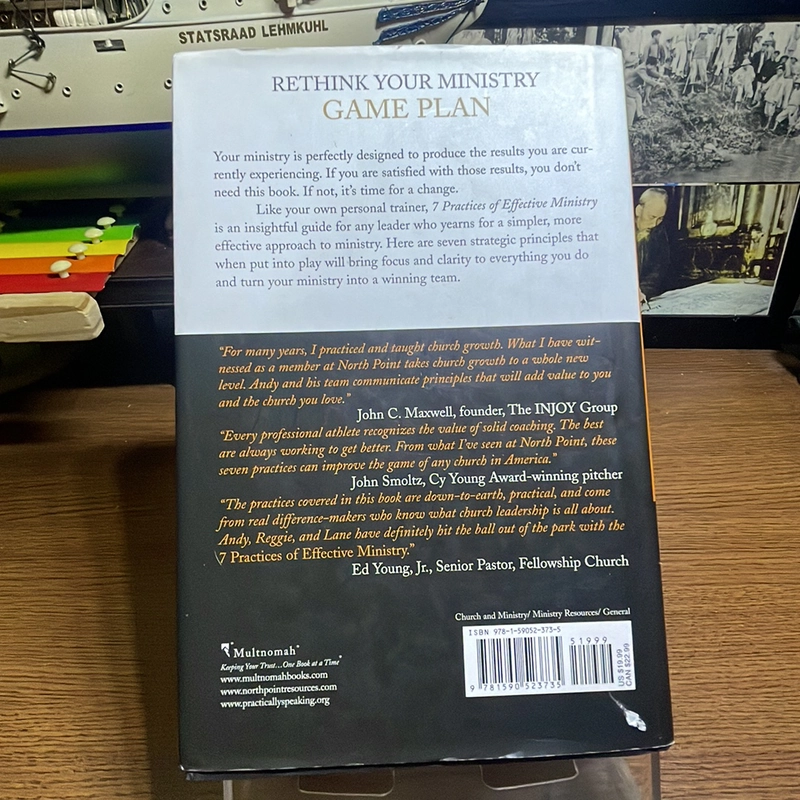 STATSRAAD LEHMKUHL
RETHINK YOUR MINISTRY
GAME PLAN
Your ministry is perfectly designed to produce the results you are cur-
rently experiencing. If you are satisfied with those results, you don't
need this book. If not, it's time for a change.
Like your own personal trainer, 7 Practices of Effective Ministry
is an insightful guide for any leader who yearns for a simpler, more
effective approach to ministry. Here are seven strategic principles that
when put into play will bring focus and clarity to everything you do
and turn your ministry into a winning team.
"For many years, I practiced and taught church growth. What I have wit-
nessed as a member at North Point takes church growth to a whole new
level. Andy and his team communicate principles that will add value to you
and the church you love."
John C. Maxwell, founder, The INJOY Group
"Every professional athlete recognizes the value of solid coaching. The best
are always working to get better. From what I've seen at North Point, these
seven practices can improve the game of any church in America."
John Smoltz, Cy Young Award-winning pitcher
"The practices covered in this book are down-to-earth, practical, and come
from real difference-makers who know what church leadership is all about.
Andy, Reggie, and Lane have definitely hit the ball out of the park with the
7 Practices of Effective Ministry."
Ed Young, Jr., Senior Pastor, Fellowship Church
Church and Ministry/ Ministry Resources/ General
Multnomah®
Keeping Your Trust...One Book at a Time®
www.multnomahbooks.com
www.northpointresources.com
www.practicallyspeaking.org
ISBN 978-1-59052-373-5
51999
9 781590 523735
US $19.99
CAN $22.99